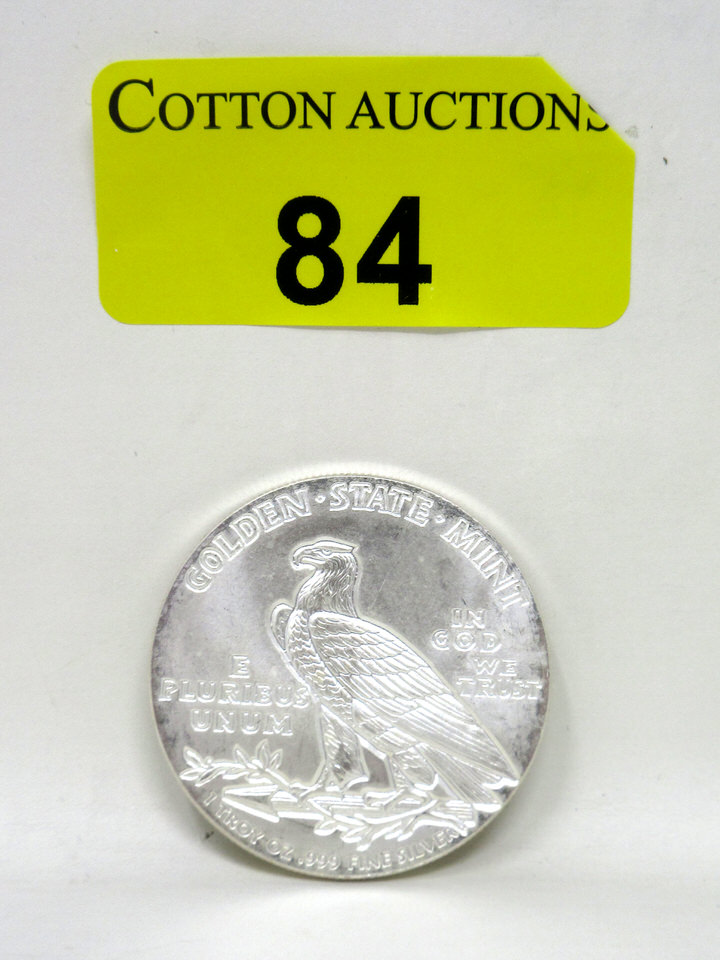 COTTON AUCTIONS
84
GOLDEN·STATE·MINT
IN
GOD
WE
TRUST
E
PLURIBUS
UNUM
1 TROY OZ .999 FINE SILVER